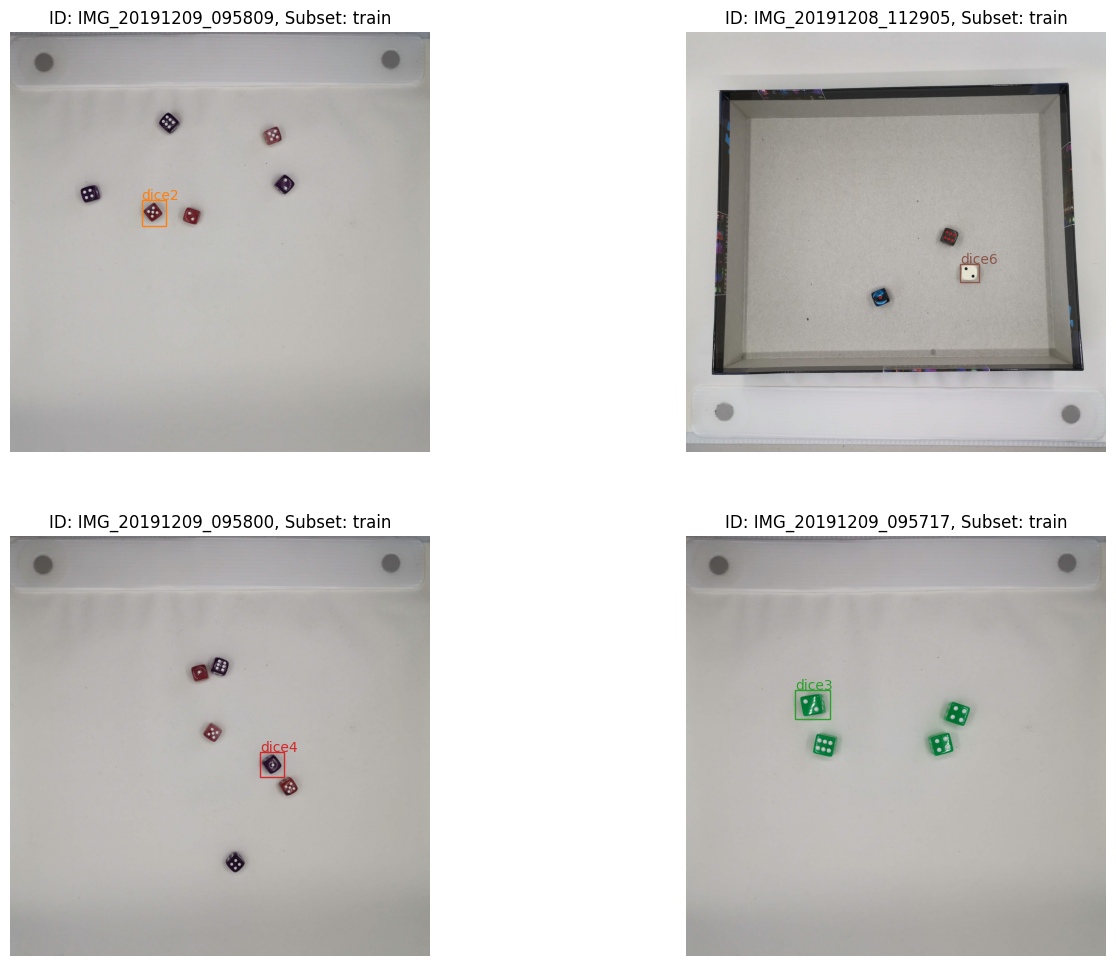 ID: IMG_20191209_095809, Subset: train
ID: IMG_20191208_112905, Subset: train
dice2
dice6
ID: IMG_20191209_095800, Subset: train
ID: IMG_20191209_095717, Subset: train
dice4
dice3